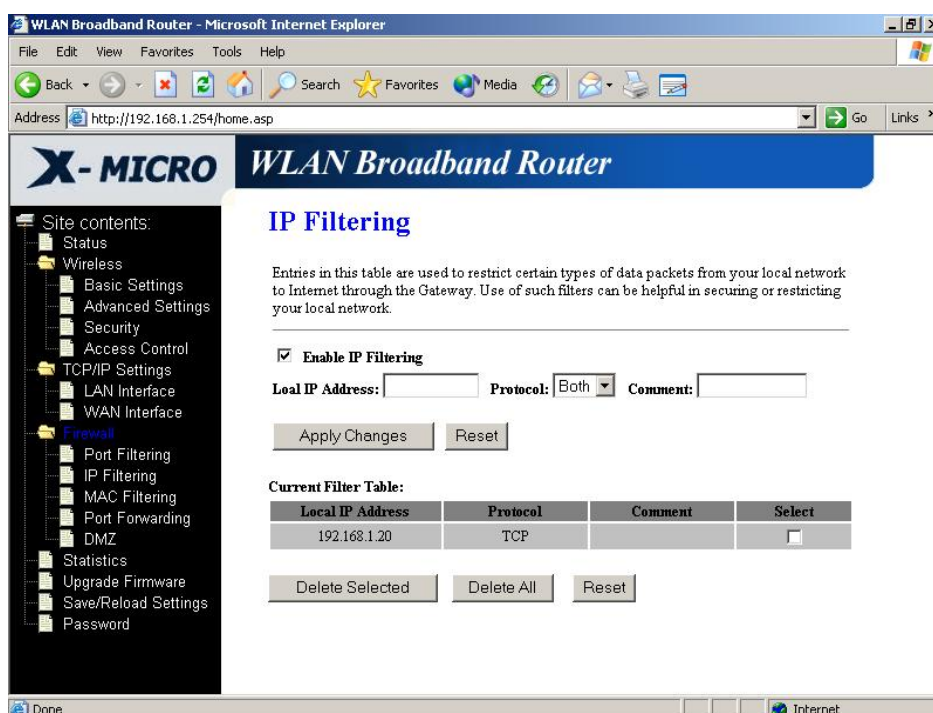 WLAN Broadband Router - Microsoft Internet Explorer
File Edit View Favorites Tools Help
Back Search Favorites Media
Address http://192.168.1.254/home.asp Go Links
X-MICRO WLAN Broadband Router
Site contents:
Status
Wireless
Basic Settings
Advanced Settings
Security
Access Control
TCP/IP Settings
LAN Interface
WAN Interface
Firewall
Port Filtering
IP Filtering
MAC Filtering
Port Forwarding
DMZ
Statistics
Upgrade Firmware
Save/Reload Settings
Password
IP Filtering
Entries in this table are used to restrict certain types of data packets from your local network
to Internet through the Gateway. Use of such filters can be helpful in securing or restricting
your local network.
Enable IP Filtering
Loal IP Address: Protocol: Both Comment:
Apply Changes Reset
Current Filter Table:
Local IP Address Protocol Comment Select
192.168.1.20 TCP
Delete Selected Delete All Reset
Done Internet